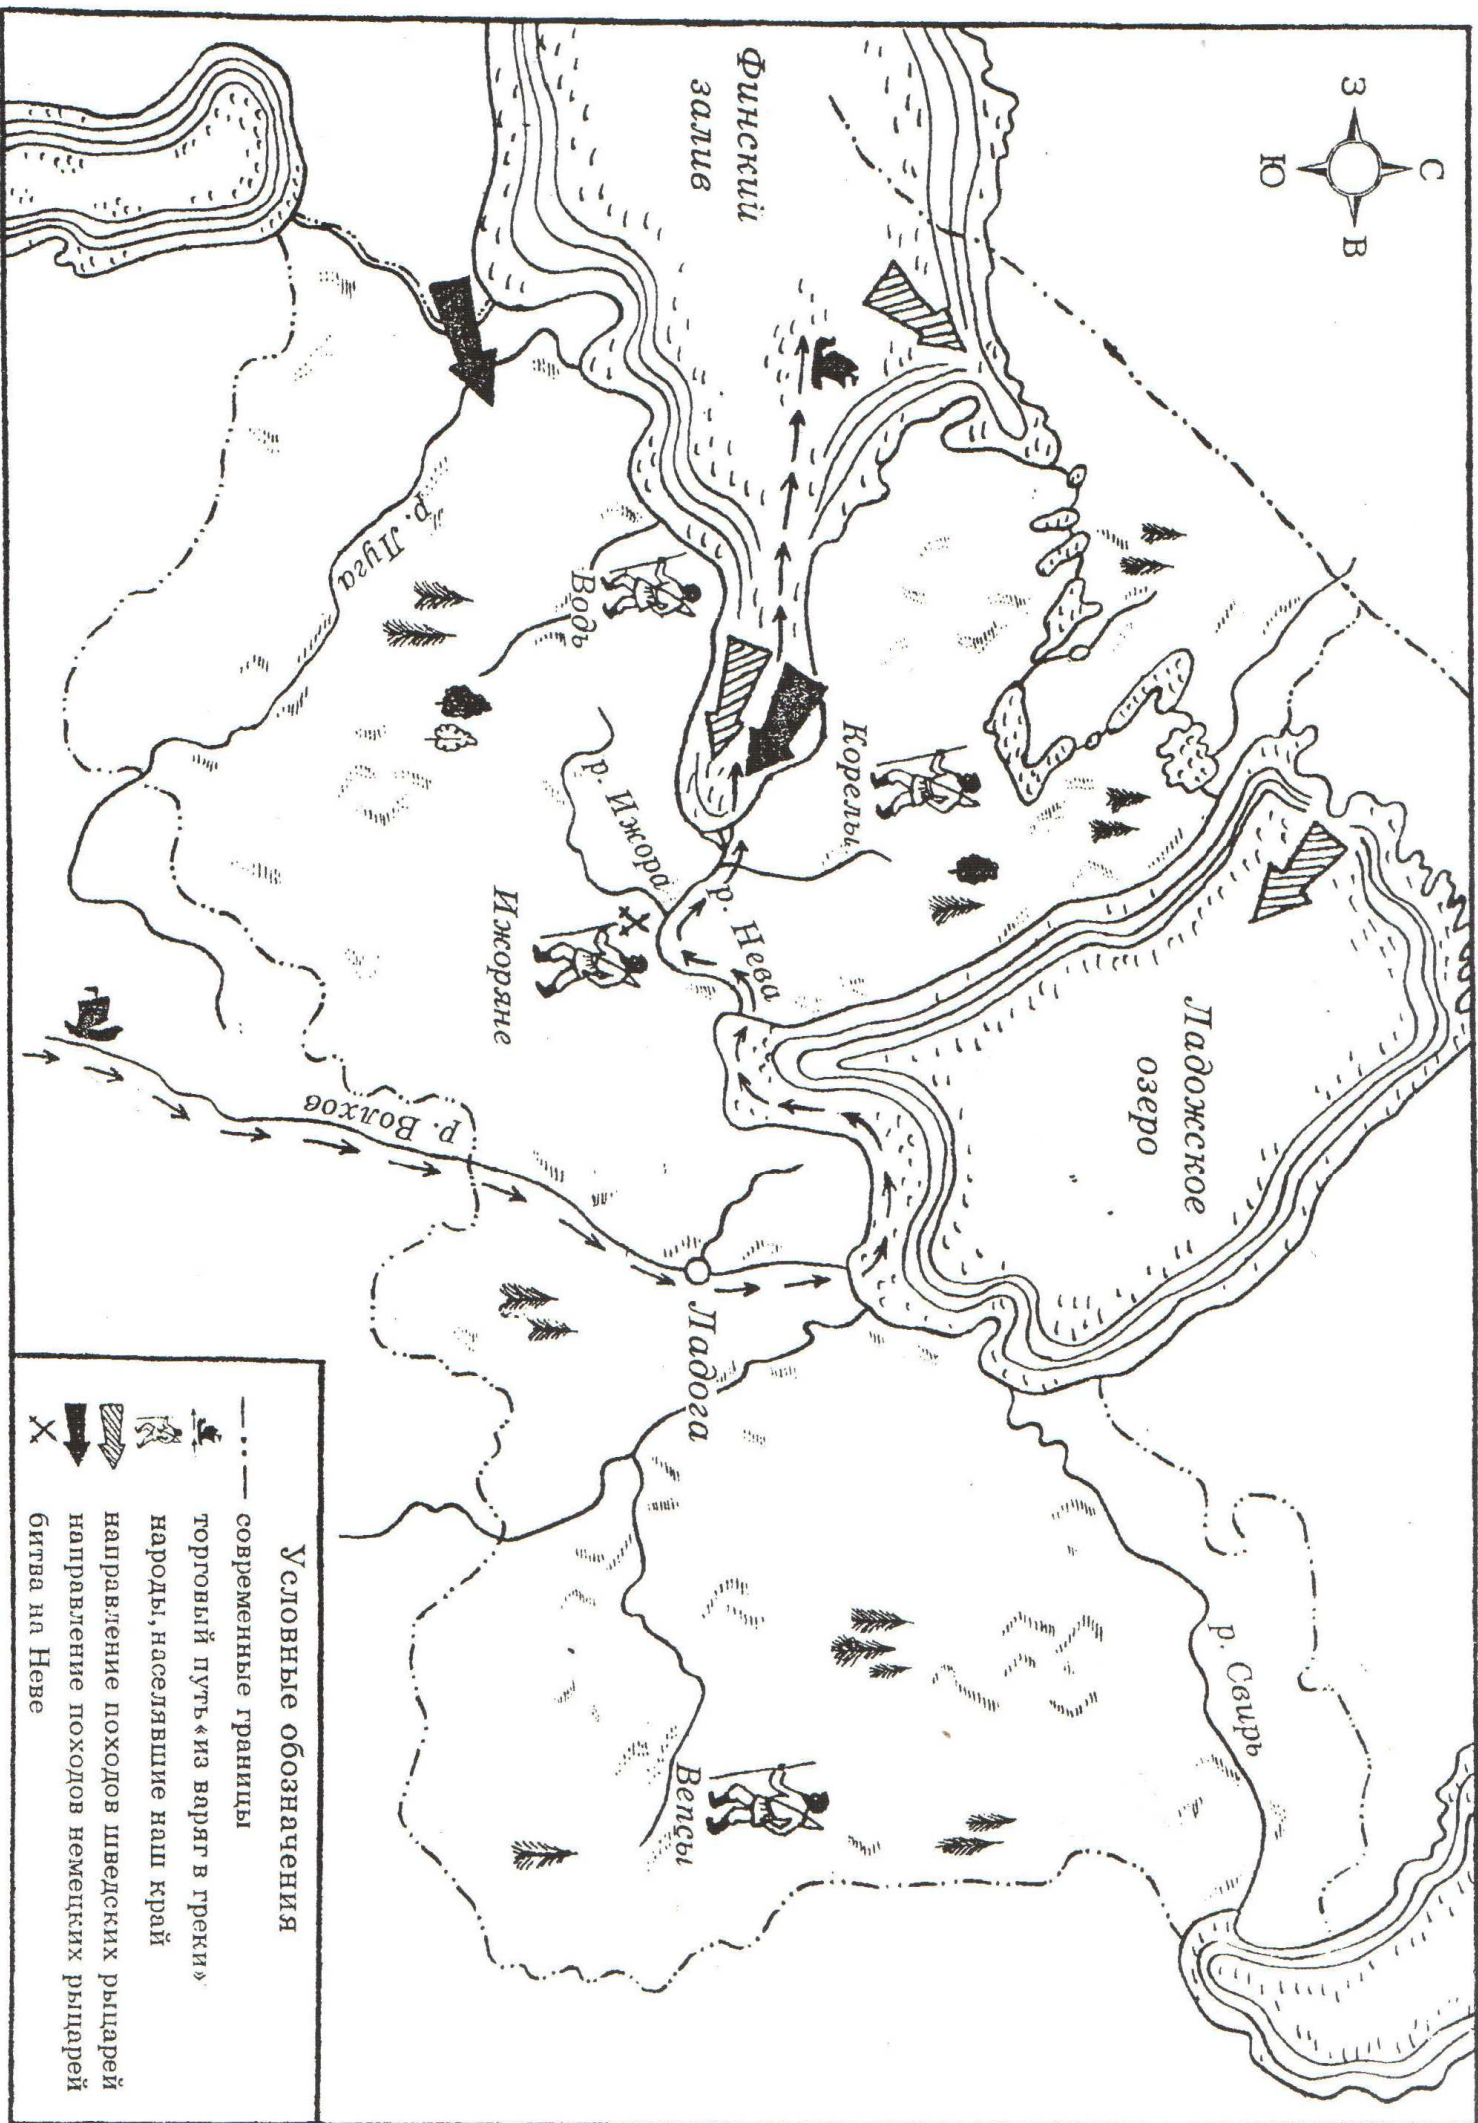 С
З
В
Ю
Финский
залив
Ладожское
озеро
Корелы
р. Нева
Водь
р. Ижора
Ижоряне
р. Луга
р. Волхов
Ладога
р. Свирь
Вепсы
Условные обозначения
современные границы
торговый путь «из варяг в греки»
народы, населявшие наш край
направление походов шведских рыцарей
направление походов немецких рыцарей
битва на Неве